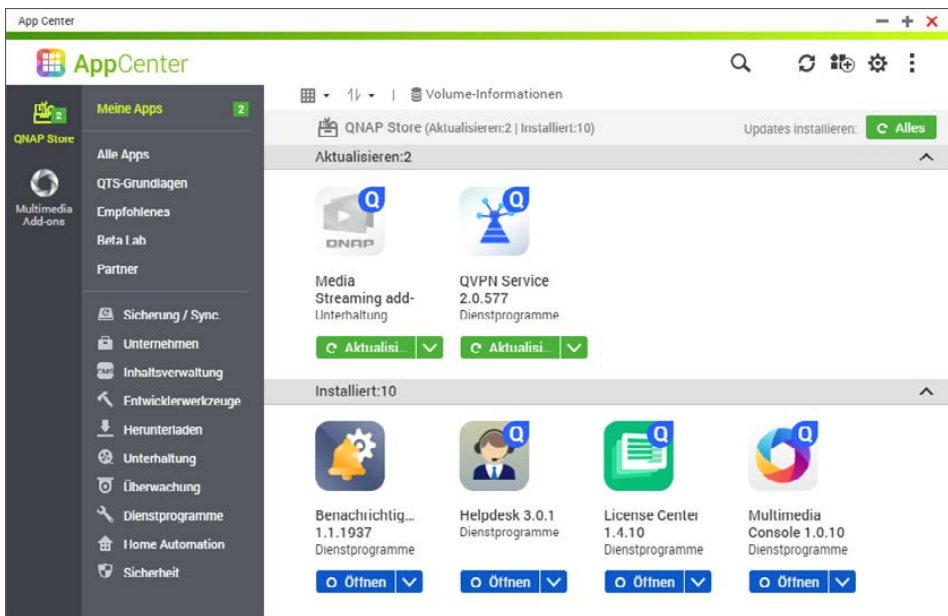 App Center
AppCenter
2
QNAP Store
Multimedia
Add-ons
Meine Apps 2
Alle Apps
QTS-Grundlagen
Empfohlenes
Beta Lab
Partner
Sicherung / Sync.
Unternehmen
Inhaltsverwaltung
Entwicklerwerkzeuge
Herunterladen
Unterhaltung
Überwachung
Dienstprogramme
Home Automation
Sicherheit
| Volume-Informationen
QNAP Store (Aktualisieren:2 | Installiert:10)
Updates installieren: Alles
Aktualisieren:2
QNAP
Q
Media
Streaming add-
Unterhaltung
Aktualisi...
Q
QVPN Service
2.0.577
Dienstprogramme
Aktualisi...
Installiert:10
Benachrichtig...
1.1.1937
Dienstprogramme
Öffnen
Q
Helpdesk 3.0.1
Dienstprogramme
Öffnen
Q
License Center
1.4.10
Dienstprogramme
Öffnen
Q
Multimedia
Console 1.0.10
Dienstprogramme
Öffnen